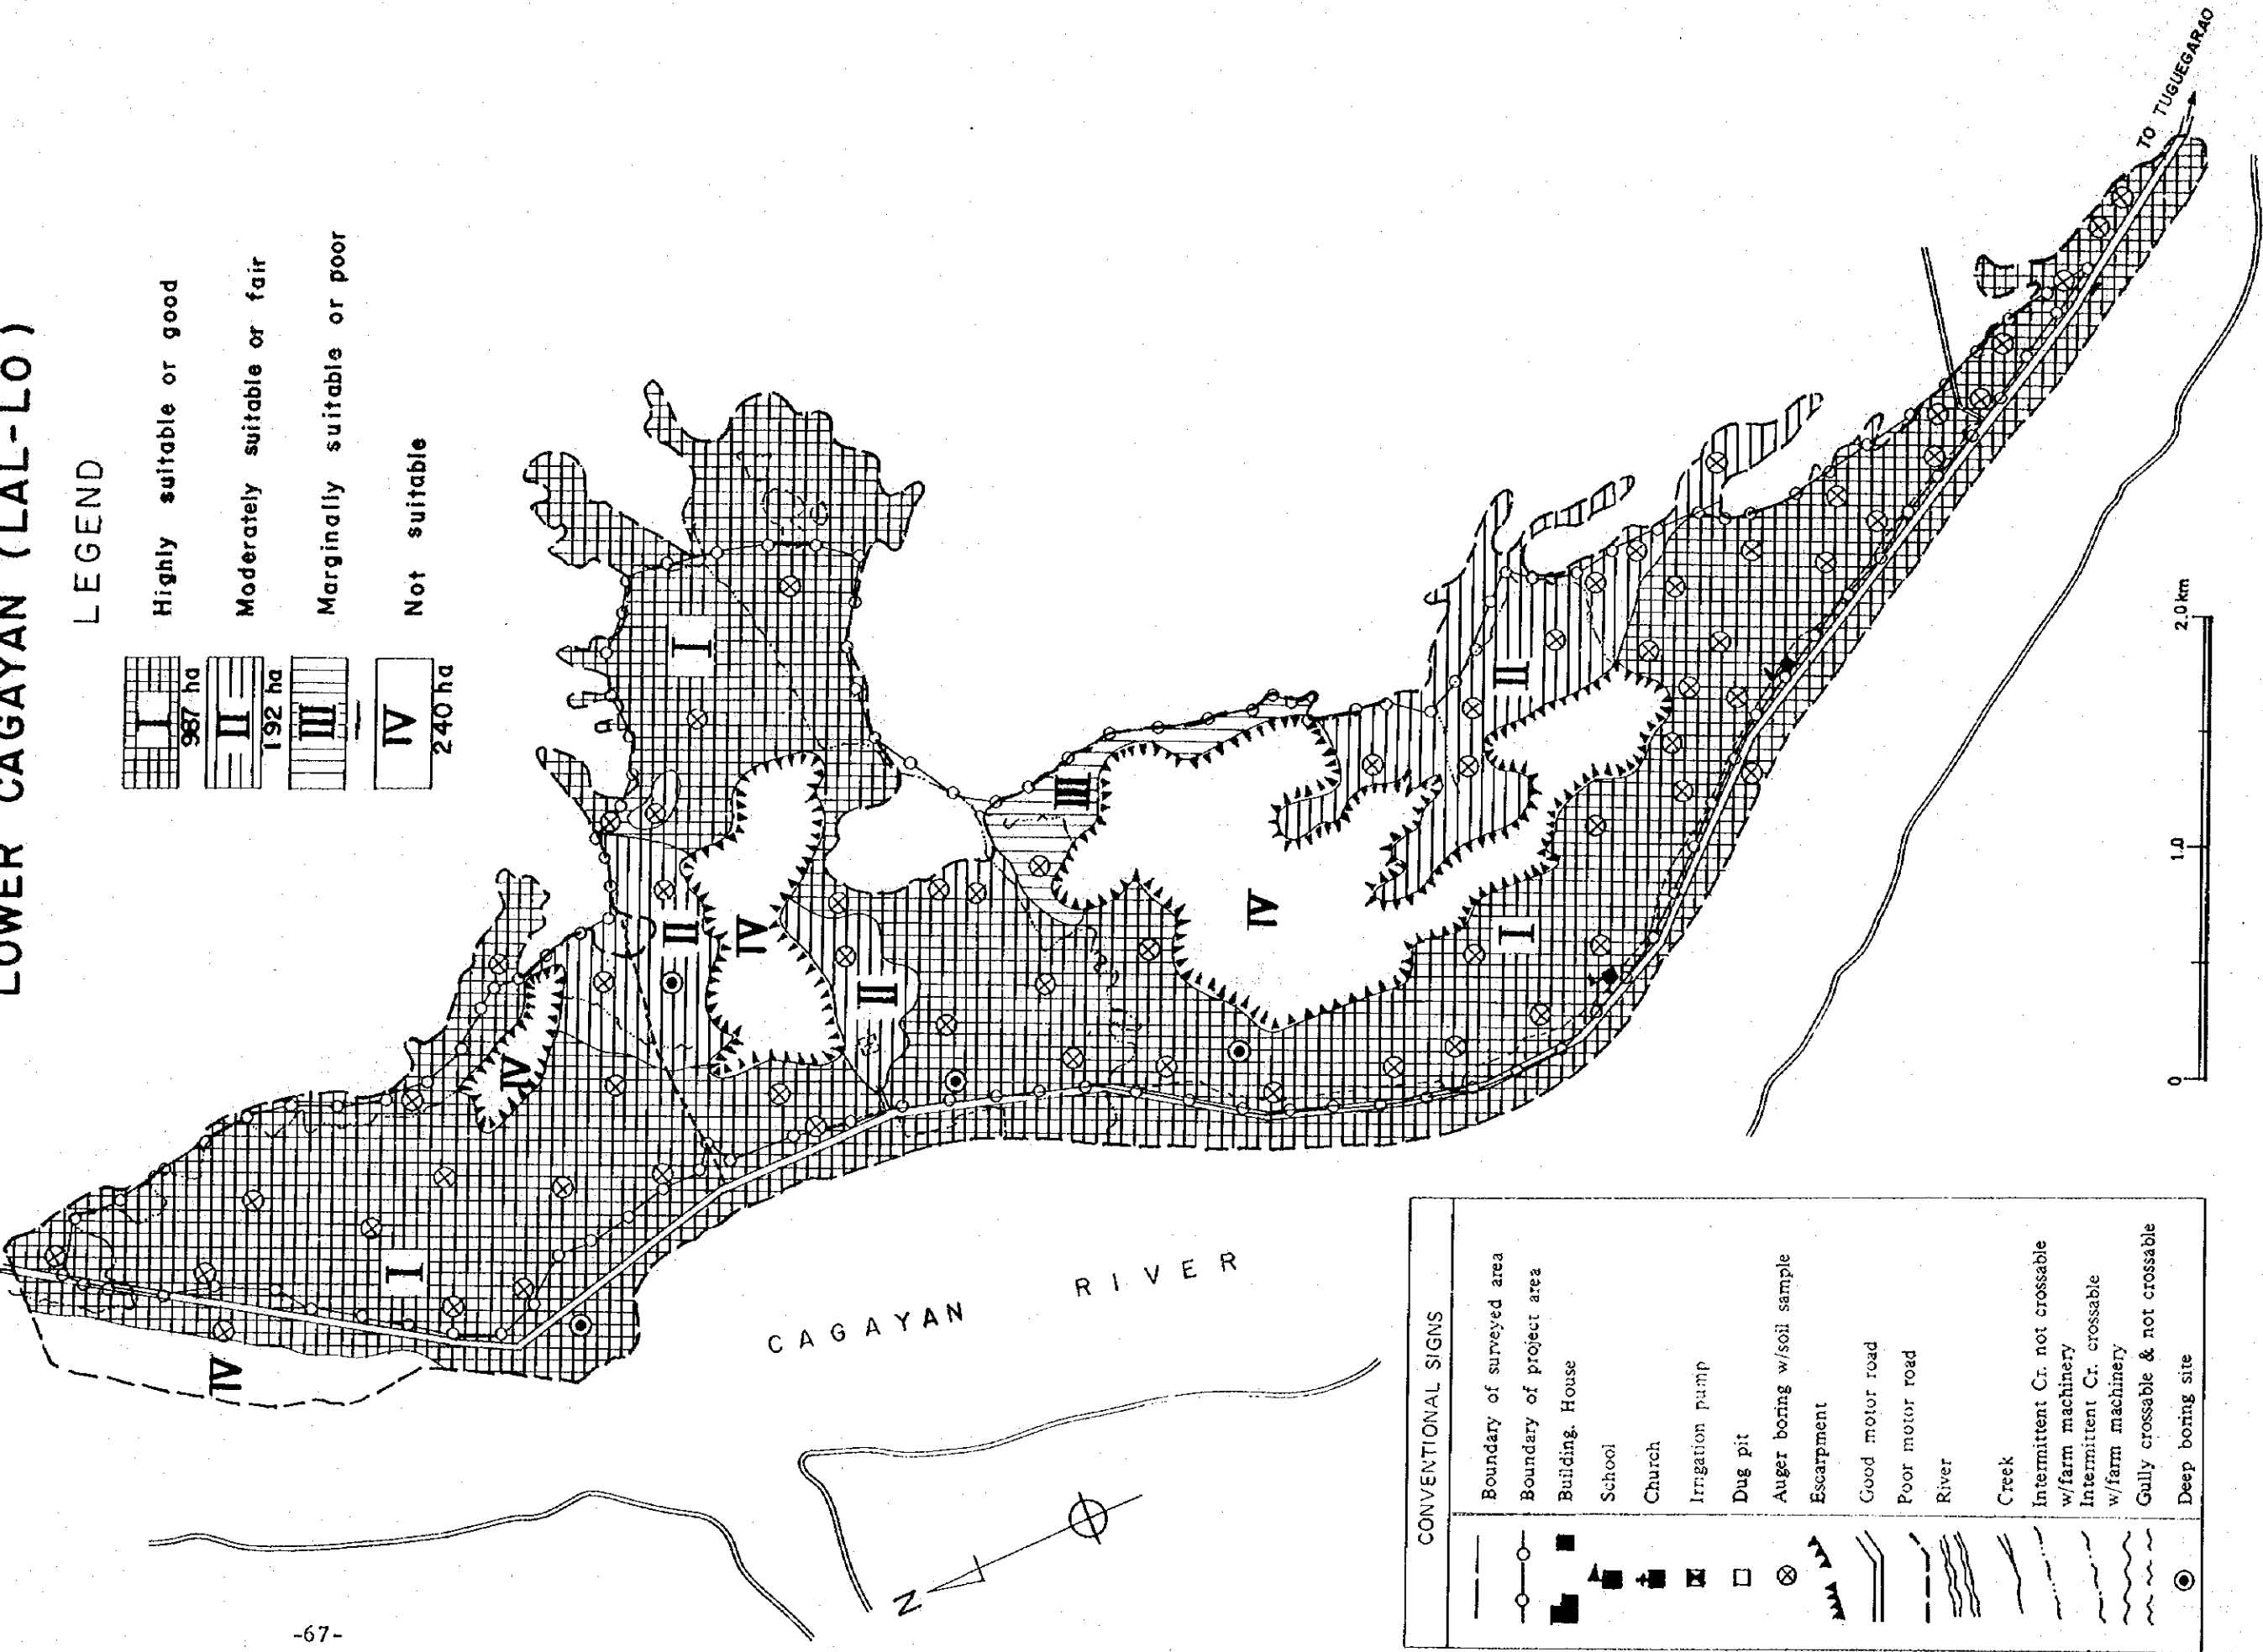 LOWER CAGAYAN (LAL-LO)
LEGEND
I
987 ha
Highly suitable or good
II
192 ha
Moderately suitable or fair
III
Marginally suitable or poor
IV
240 ha
Not suitable
I
IV
IV
II
IV
II
I
III
IV
II
I
TO TUGUEGARAO
CAGAYAN RIVER
N
0 1.0 2.0 km
CONVENTIONAL SIGNS
Boundary of surveyed area
Boundary of project area
Building. House
School
Church
Irrigation pump
Dug pit
Auger boring w/soil sample
Escarpment
Good motor road
Poor motor road
River
Creek
Intermittent Cr. not crossable
w/farm machinery
Intermittent Cr. crossable
w/farm machinery
Gully crossable & not crossable
Deep boring site
-67-